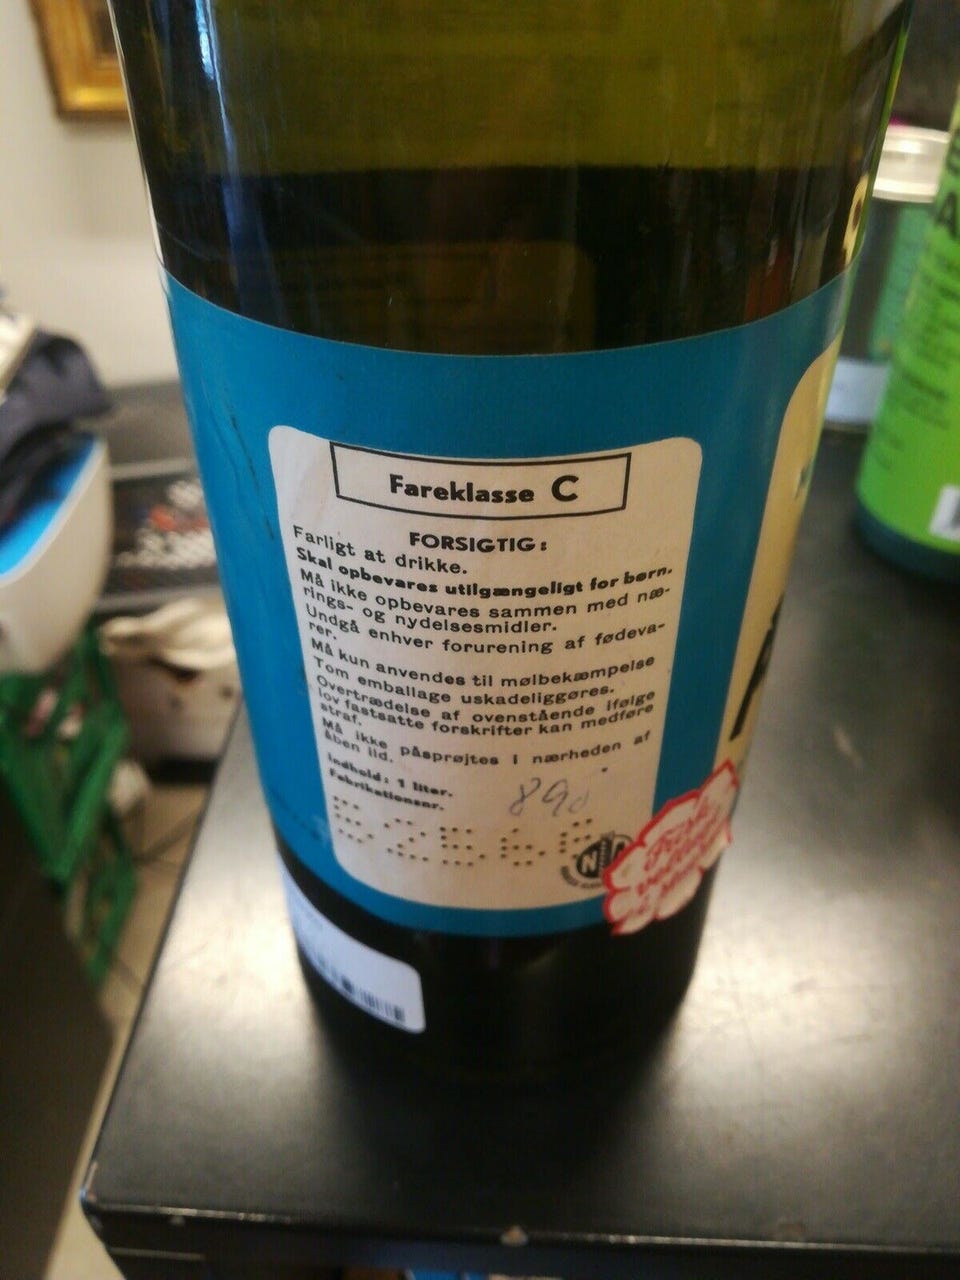 Fareklasse C
FORSIGTIG:
Farligt at drikke.
Skal opbevares utilgængeligt for børn.
Må ikke opbevares sammen med næ-
rings- og nydelsesmidler.
Undgå enhver forurening af fødeva-
rer.
Må kun anvendes til mølbekæmpelse
Tom emballage uskadeliggøres.
Overtrædelse af ovenstående ifølge
lov fastsatte forskrifter kan medføre
straf.
Må ikke påsprøjtes i nærheden af
åben ild.
Indhold: 1 liter.
Fabrikationsnr.